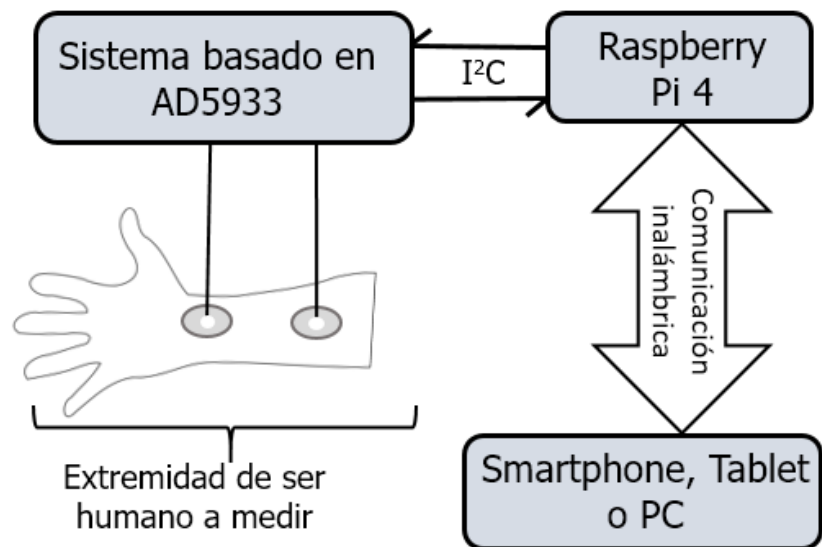 Sistema basado en
AD5933
I²C
Raspberry
Pi 4
Comunicación
inalámbrica
Extremidad de ser
humano a medir
Smartphone, Tablet
o PC